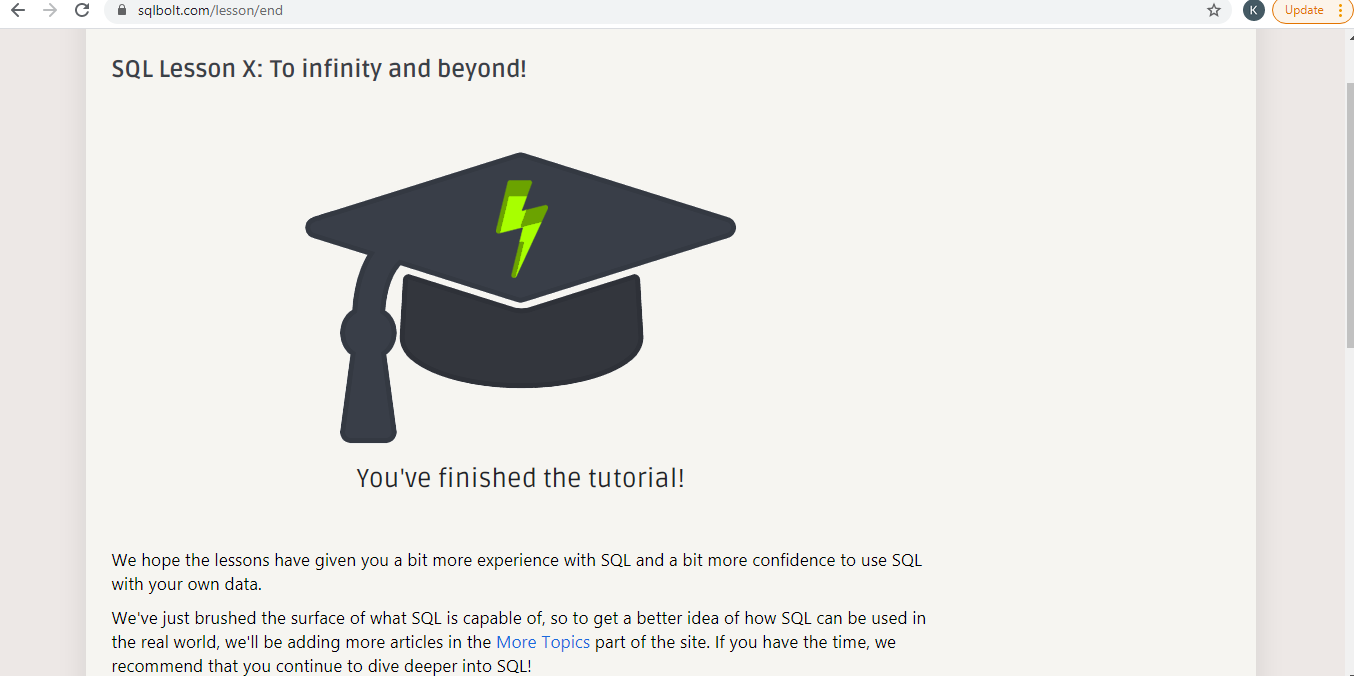 sqlbolt.com/lesson/end
K
Update
SQL Lesson X: To infinity and beyond!
You've finished the tutorial!
We hope the lessons have given you a bit more experience with SQL and a bit more confidence to use SQL
with your own data.
We've just brushed the surface of what SQL is capable of, so to get a better idea of how SQL can be used in
the real world, we'll be adding more articles in the More Topics part of the site. If you have the time, we
recommend that you continue to dive deeper into SQL!